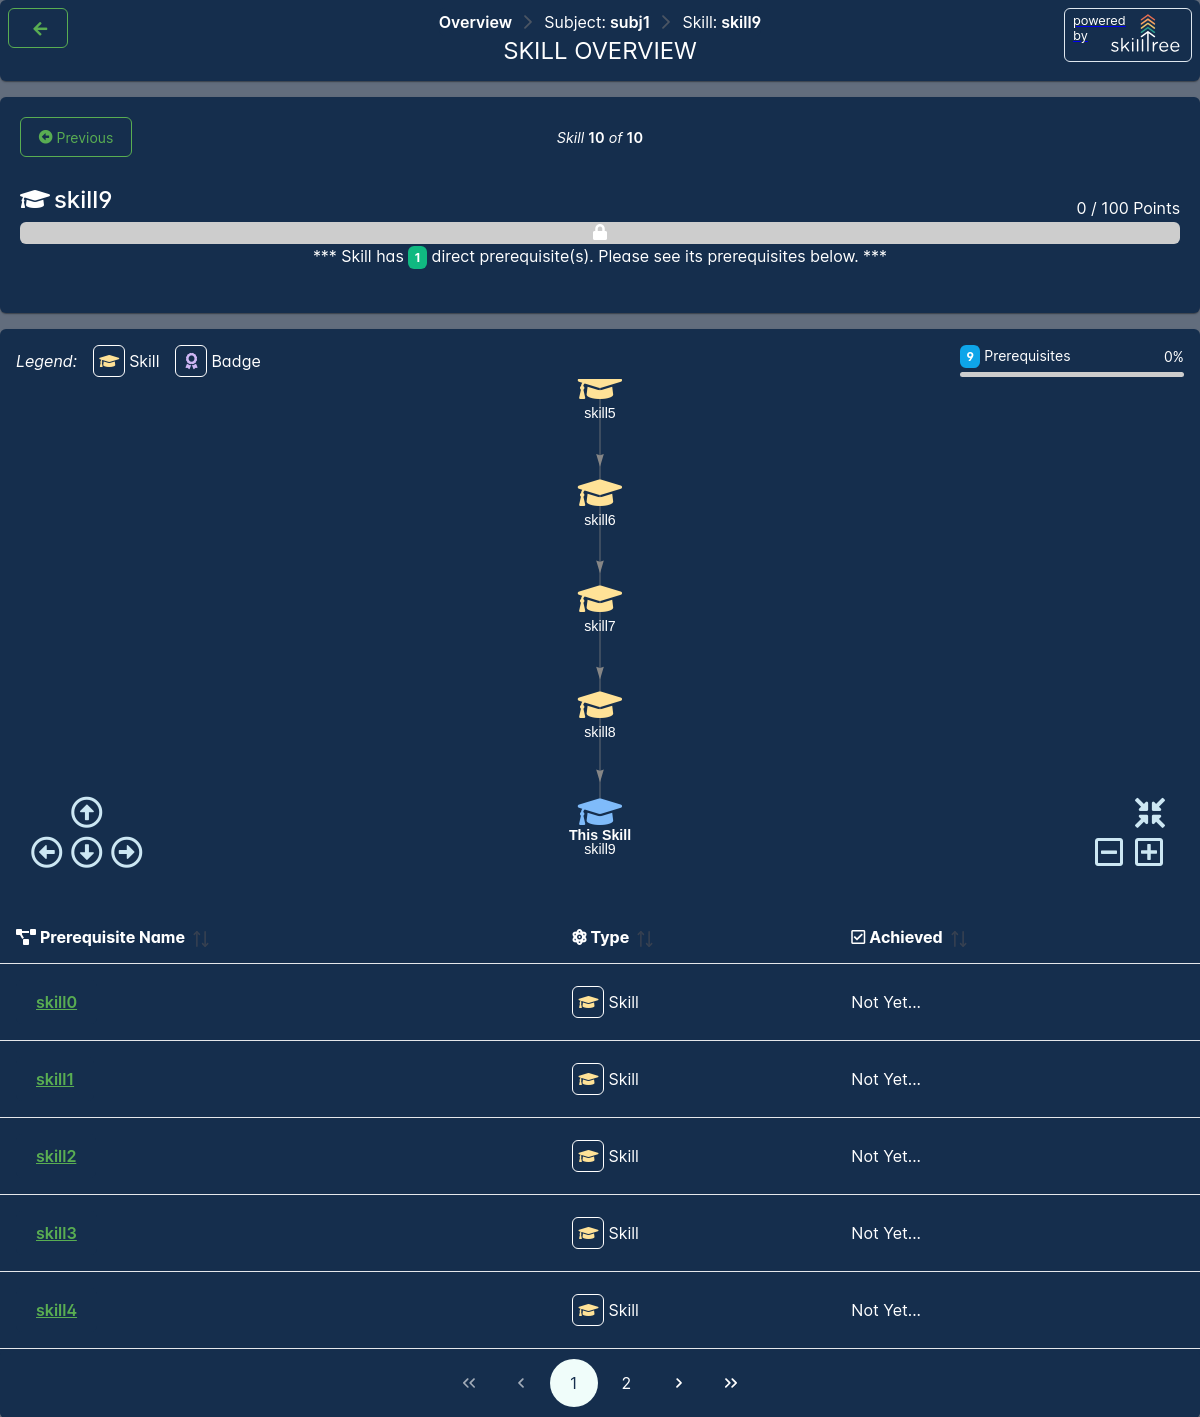 Overview > Subject: subj1 > Skill: skill9
SKILL OVERVIEW
powered by
skilltree
Previous
Skill 10 of 10
skill9
0 / 100 Points
*** Skill has 1 direct prerequisite(s). Please see its prerequisites below. ***
Legend: Skill Badge
9 Prerequisites 0%
skill5
skill6
skill7
skill8
This Skill
skill9
Prerequisite Name Type Achieved
skill0 Skill Not Yet...
skill1 Skill Not Yet...
skill2 Skill Not Yet...
skill3 Skill Not Yet...
skill4 Skill Not Yet...
1 2